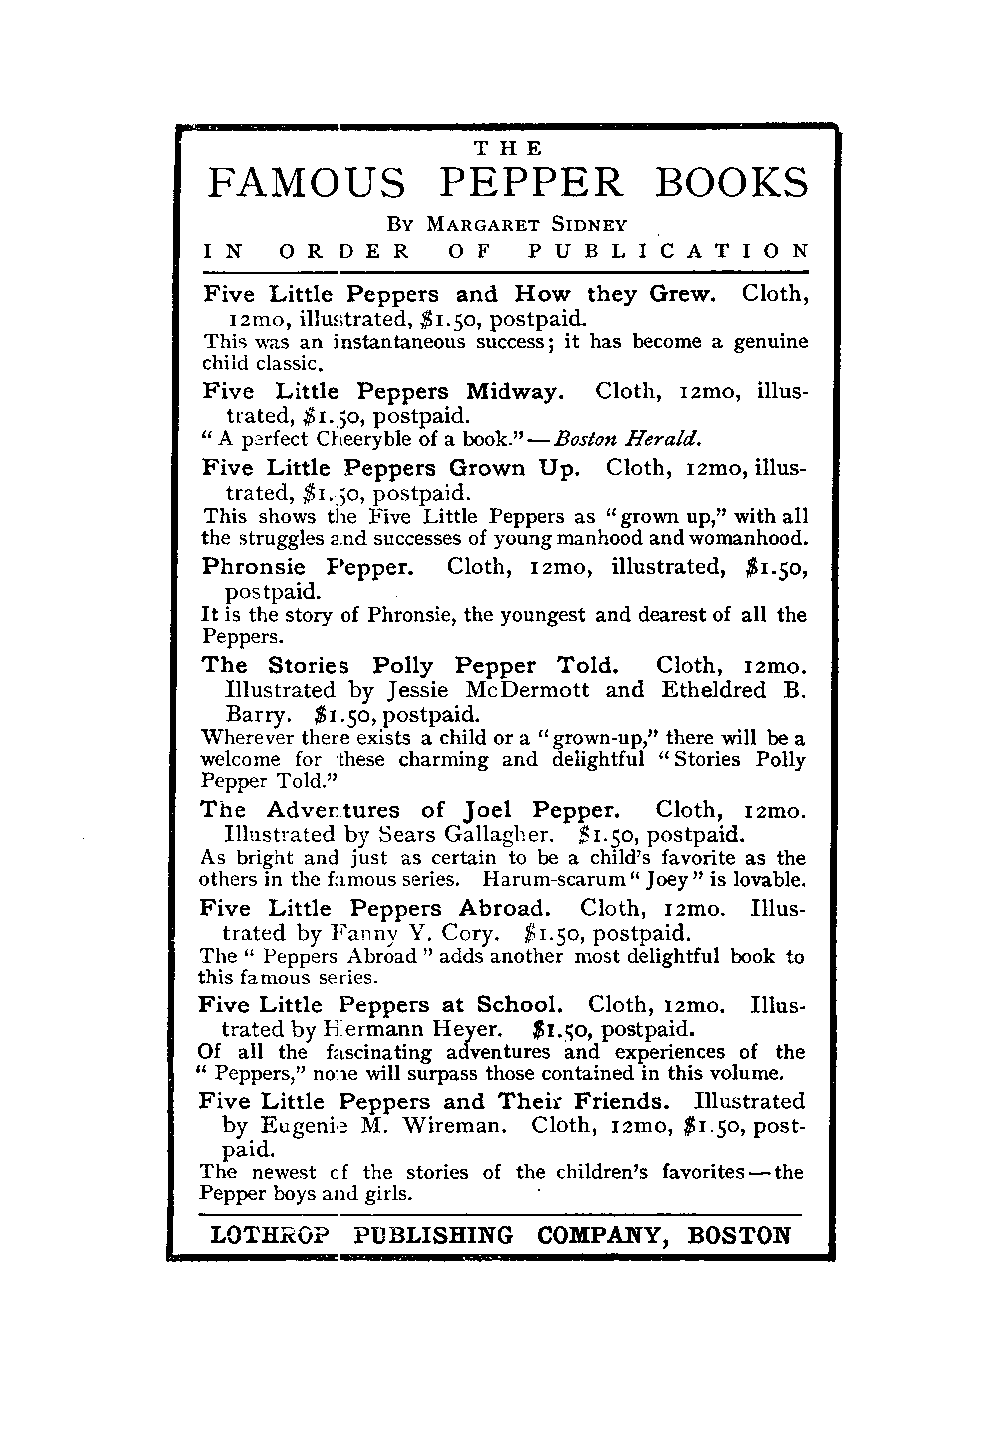 THE
FAMOUS PEPPER BOOKS
BY MARGARET SIDNEY
IN ORDER OF PUBLICATION
Five Little Peppers and How they Grew. Cloth,
12mo, illustrated, $1.50, postpaid.
This was an instantaneous success; it has become a genuine
child classic.
Five Little Peppers Midway. Cloth, 12mo, illus-
trated, $1.50, postpaid.
“A perfect Cheeryble of a book.”—Boston Herald.
Five Little Peppers Grown Up. Cloth, 12mo, illus-
trated, $1.50, postpaid.
This shows the Five Little Peppers as “grown up,” with all
the struggles and successes of young manhood and womanhood.
Phronsie Pepper. Cloth, 12mo, illustrated, $1.50,
postpaid.
It is the story of Phronsie, the youngest and dearest of all the
Peppers.
The Stories Polly Pepper Told. Cloth, 12mo.
Illustrated by Jessie McDermott and Etheldred B.
Barry. $1.50, postpaid.
Wherever there exists a child or a “grown-up,” there will be a
welcome for these charming and delightful “Stories Polly
Pepper Told.”
The Adventures of Joel Pepper. Cloth, 12mo.
Illustrated by Sears Gallagher. $1.50, postpaid.
As bright and just as certain to be a child’s favorite as the
others in the famous series. Harum-scarum “Joey” is lovable.
Five Little Peppers Abroad. Cloth, 12mo. Illus-
trated by Fanny Y. Cory. $1.50, postpaid.
The “Peppers Abroad” adds another most delightful book to
this famous series.
Five Little Peppers at School. Cloth, 12mo. Illus-
trated by Hermann Heyer. $1.50, postpaid.
Of all the fascinating adventures and experiences of the
“Peppers,” none will surpass those contained in this volume.
Five Little Peppers and Their Friends. Illustrated
by Eugenie M. Wireman. Cloth, 12mo, $1.50, post-
paid.
The newest of the stories of the children’s favorites—the
Pepper boys and girls.
LOTHROP PUBLISHING COMPANY, BOSTON